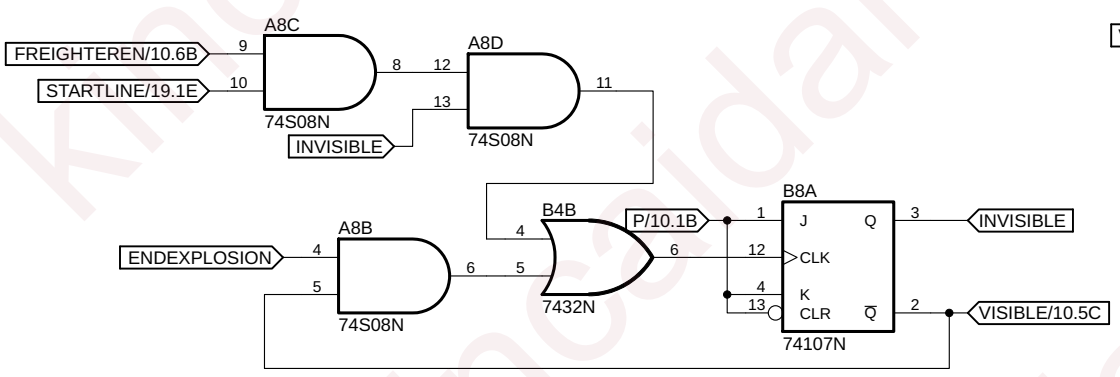 A8C
FREIGHTEREN/10.6B 9
STARTLINE/19.1E 10
8
74S08N
A8D
12
13
11
74S08N
INVISIBLE
A8B
ENDEXPLOSION 4
5
6
74S08N
B4B
4
5
6
7432N
P/10.1B
B8A
1 J Q 3 INVISIBLE
12 CLK
4 K
13 CLR Q 2 VISIBLE/10.5C
74107N